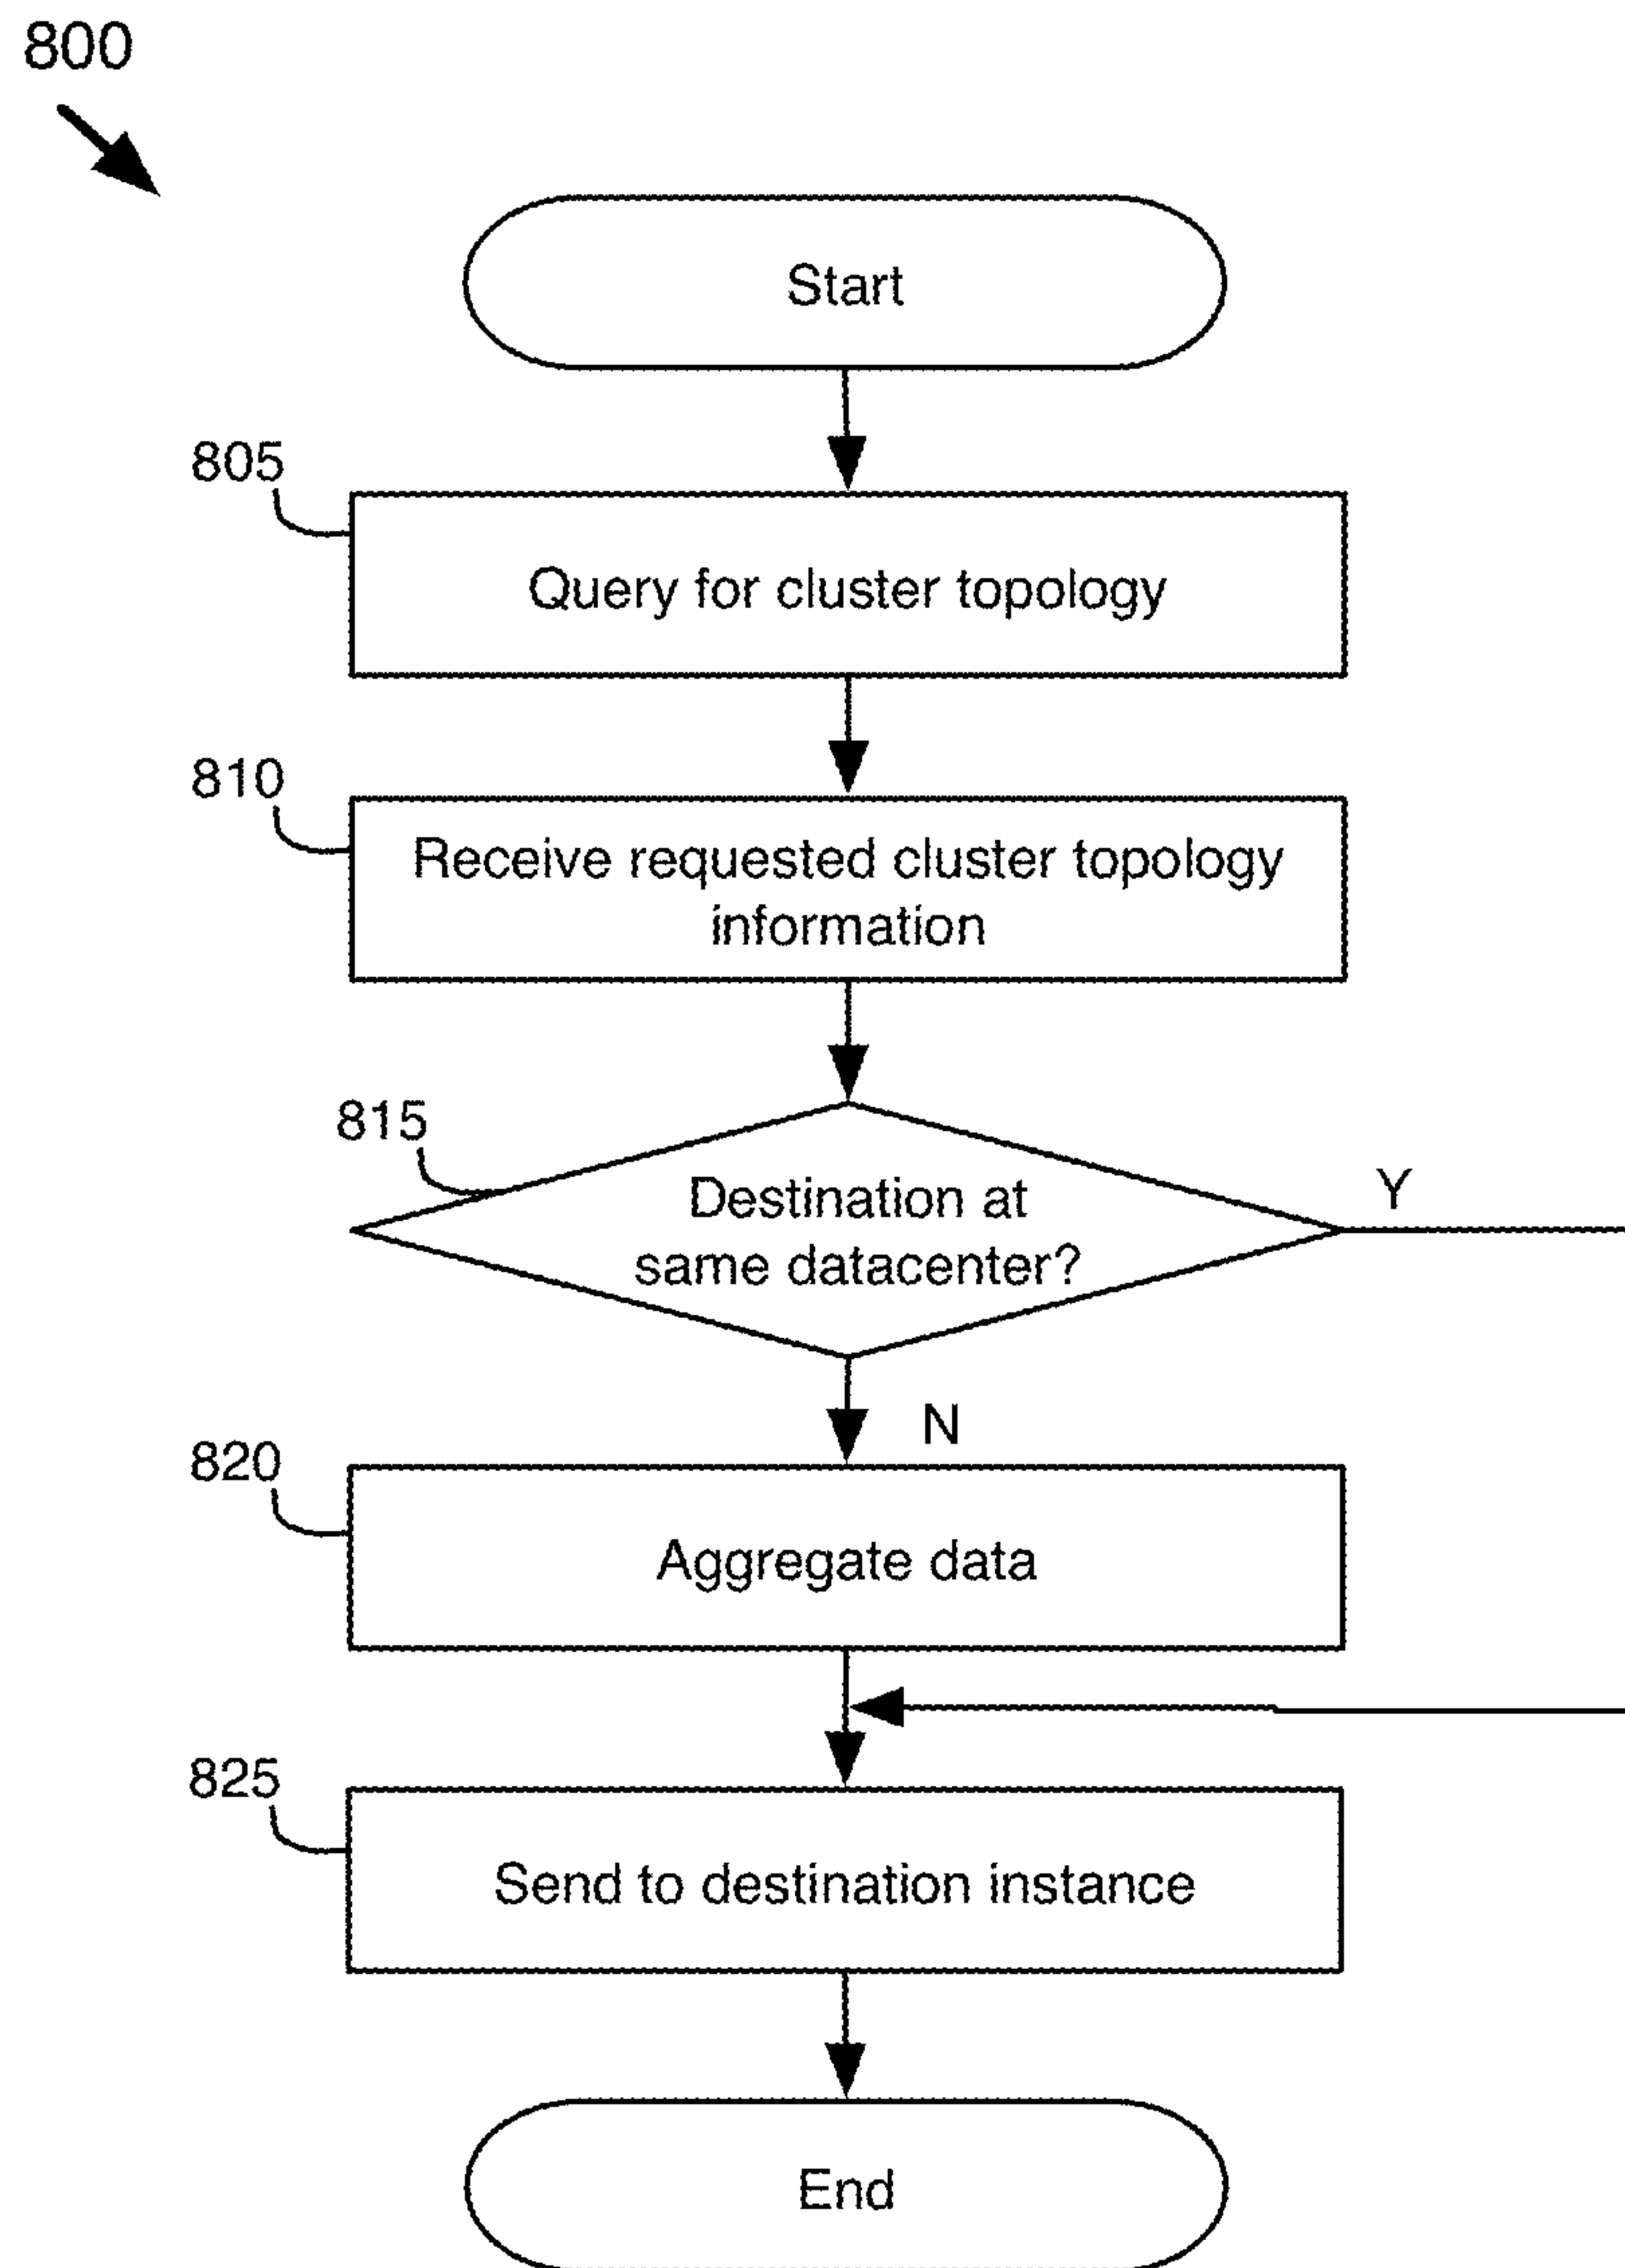 800
Start
805
Query for cluster topology
810
Receive requested cluster topology
information
815
Destination at
same datacenter?
Y
N
820
Aggregate data
825
Send to destination instance
End